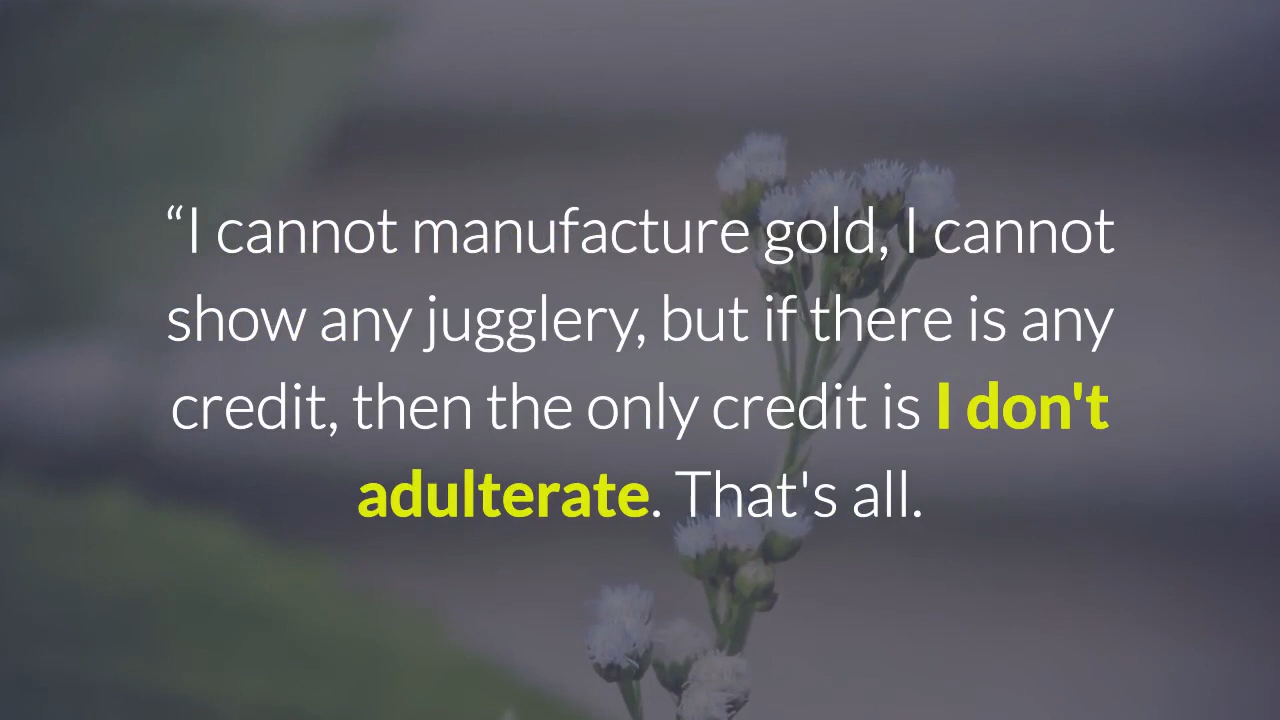 “I cannot manufacture gold, I cannot
show any jugglery, but if there is any
credit, then the only credit is I don't
adulterate. That's all.